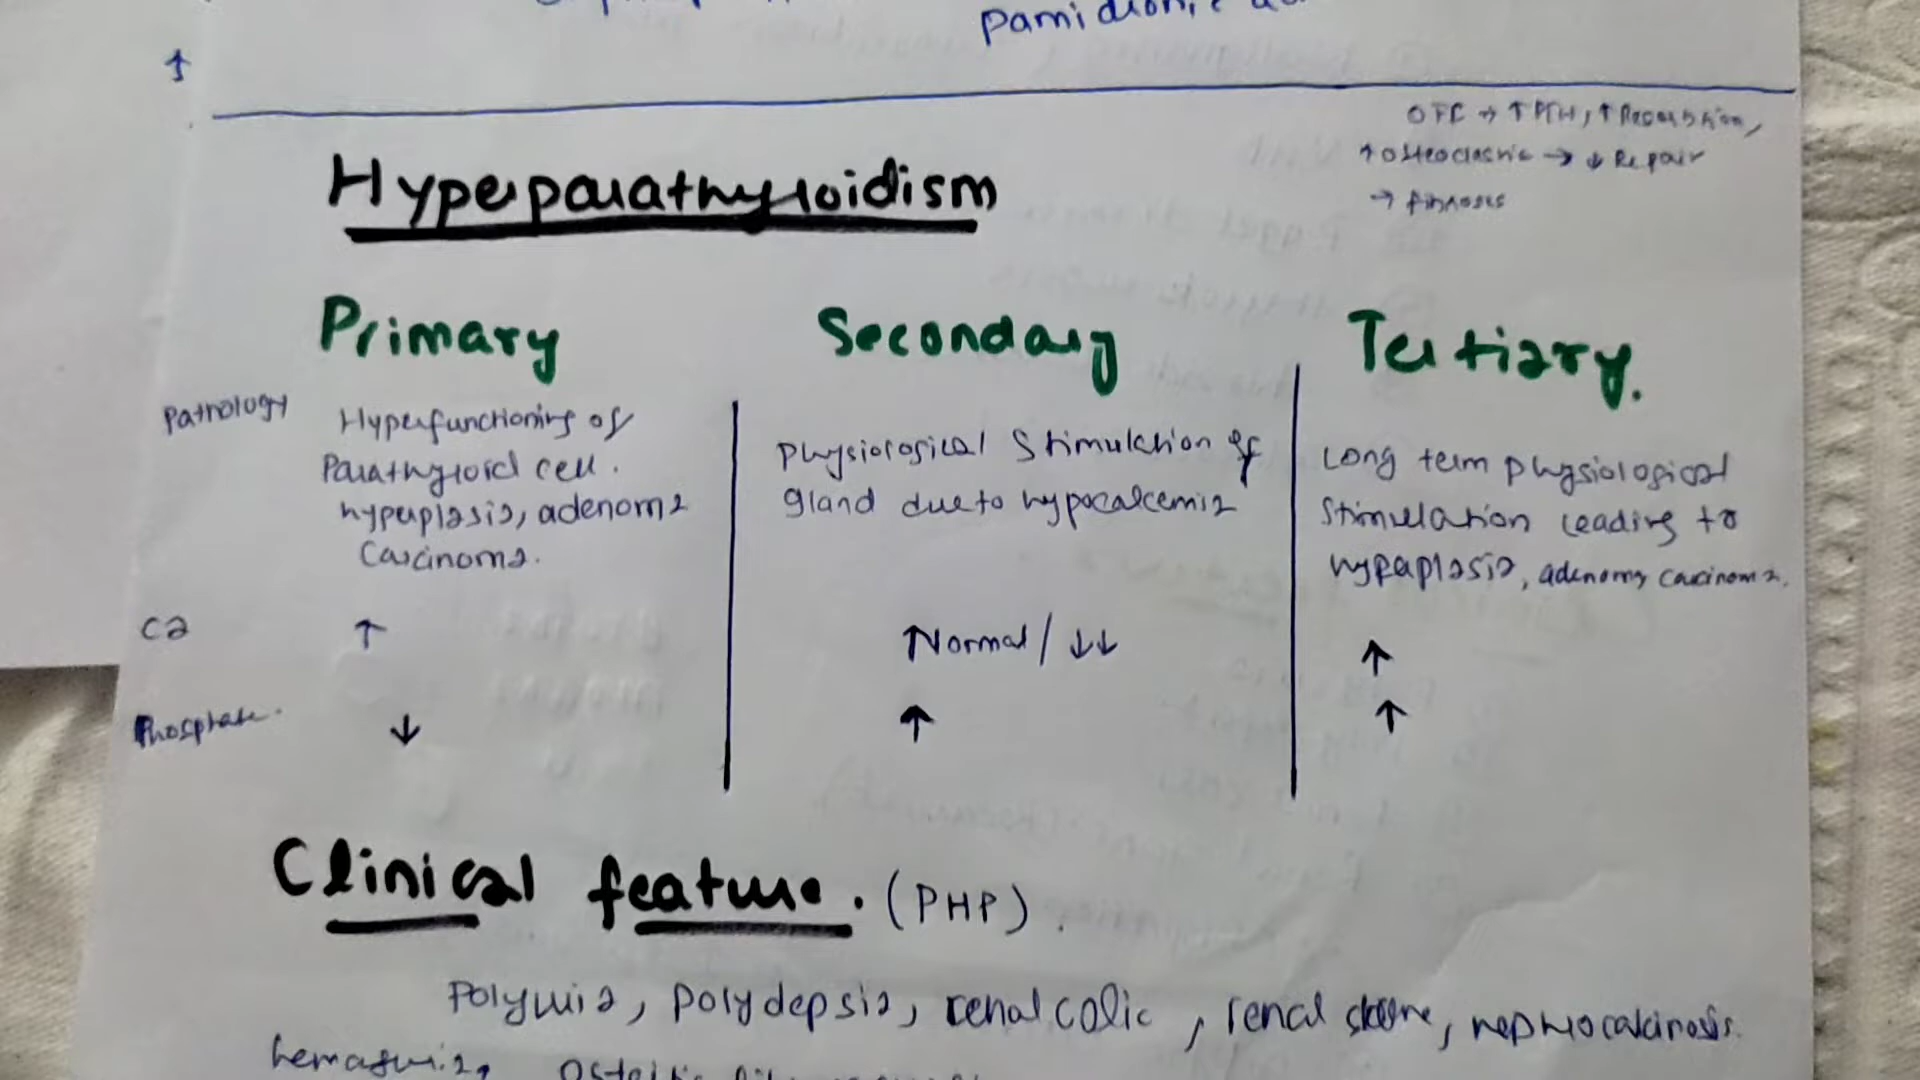 ↑
OFC → ↑ PTH, ↑ Resorbtion,
↑ osteoclastic → ↓ Repair
→ fibrosis
Hyperparathyroidism
Primary
Secondary
Tertiary.
Pathology
Hyperfunctioning of
Parathyroid cell.
hyperplasia, adenoma
Carcinoma.
Physiological Stimulation of
gland due to hypocalcemia
Long term physiological
Stimulation leading to
hyperplasia, adenoma, carcinoma.
Ca ↑ Normal / ↓↓ ↑
Phosphate. ↓ ↑ ↑
Clinical feature. (PHP).
Polyuria, polydepsia, renal colic, renal stone, nephrocalcinosis.
hematuria,